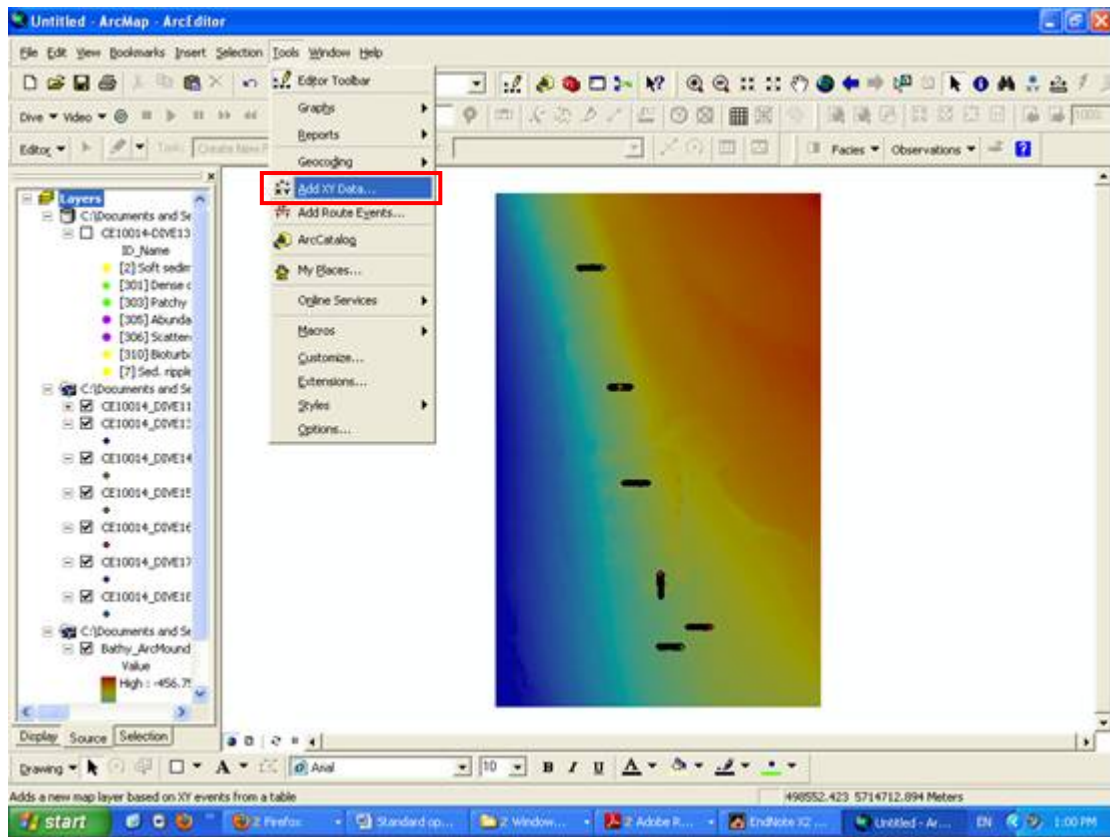 Untitled - ArcMap - ArcEditor
File Edit View Bookmarks Insert Selection Tools Window Help
Editor Toolbar
Graphs
Reports
Geocoding
Add XY Data...
Add Route Events...
ArcCatalog
My Places...
Online Services
Macros
Customize...
Extensions...
Styles
Options...
Dive Video
100%
Editor Task: Create New F
Facies Observations
Layers
C:\Documents and Se
CE10014-DIVE13
ID_Name
[2] Soft sedim
[301] Dense c
[303] Patchy
[305] Abunda
[306] Scatter
[310] Bioturb
[7] Sed. ripple
C:\Documents and Se
CE10014_DIVE11
CE10014_DIVE1
CE10014_DIVE14
CE10014_DIVE15
CE10014_DIVE16
CE10014_DIVE17
CE10014_DIVE18
C:\Documents and Se
Bathy_ArcMound
Value
High : -456.75
Display Source Selection
Drawing A Arial 10 B I U A
Adds a new map layer based on XY events from a table
498552.423 5714712.894 Meters
start 2 Firefox Standard op... 2 Window... 2 Adobe R... EndNote X2 ... Untitled - Ar... EN 1:00 PM